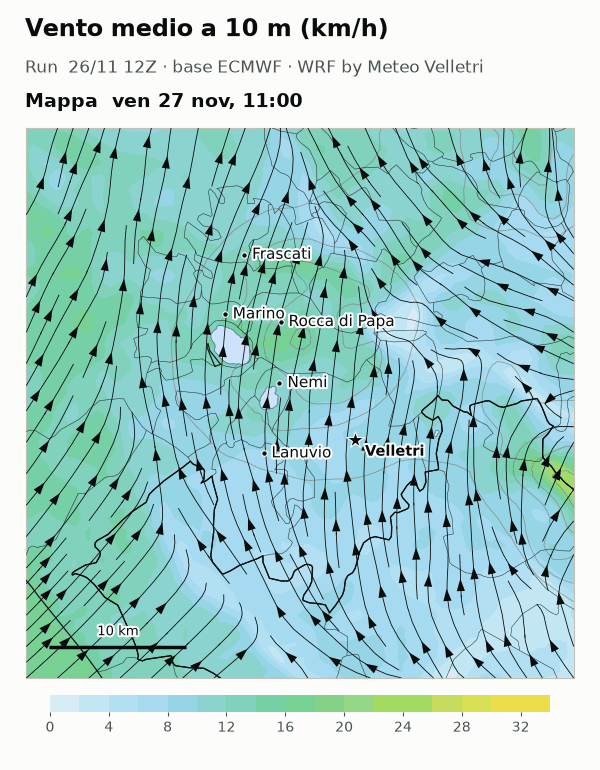 Vento medio a 10 m (km/h)
Run  26/11 12Z · base ECMWF · WRF by Meteo Velletri
Mappa  ven 27 nov, 11:00
Frascati
Marino
Rocca di Papa
Nemi
Velletri
Lanuvio
10 km
0 4 8 12 16 20 24 28 32